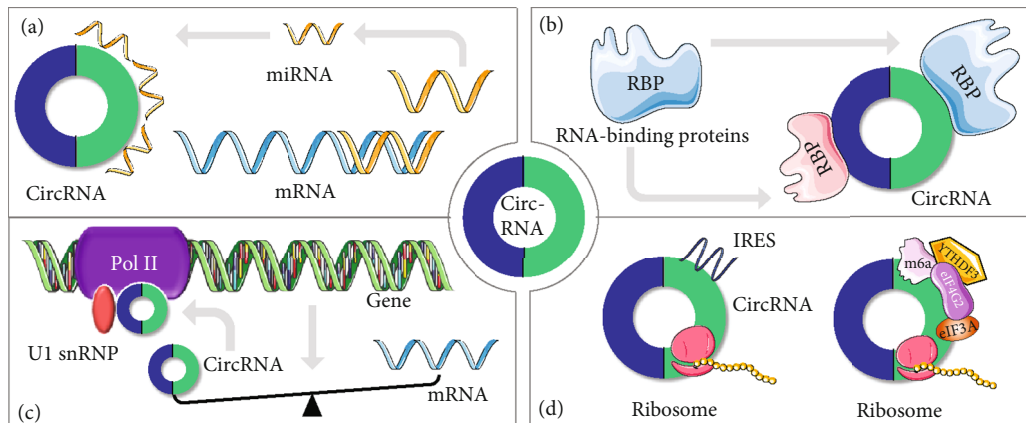 (a)
miRNA
CircRNA
mRNA
(b)
RBP
RBP
RNA-binding proteins
RBP
CircRNA
Circ-
RNA
Pol II
Gene
U1 snRNP
CircRNA
mRNA
(c)
IRES
CircRNA
Ribosome
m6a
YTHDF3
eIF4G2
eIF3A
Ribosome
(d)